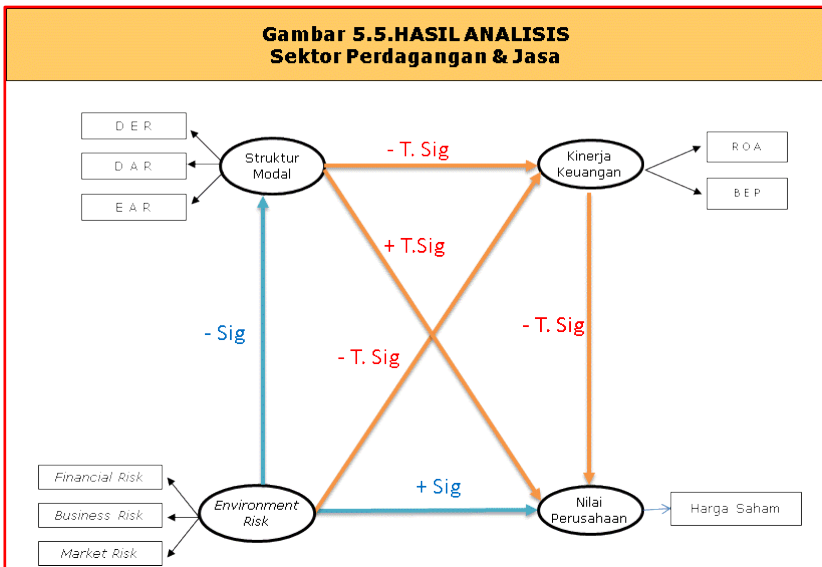 Gambar 5.5.HASIL ANALISIS
Sektor Perdagangan & Jasa
D E R
D A R
E A R
Struktur
Modal
- T. Sig
Kinerja
Keuangan
R O A
B E P
+ T.Sig
- Sig
- T. Sig
- T. Sig
Financial Risk
Business Risk
Market Risk
Environment
Risk
+ Sig
Nilai
Perusahaan
Harga Saham